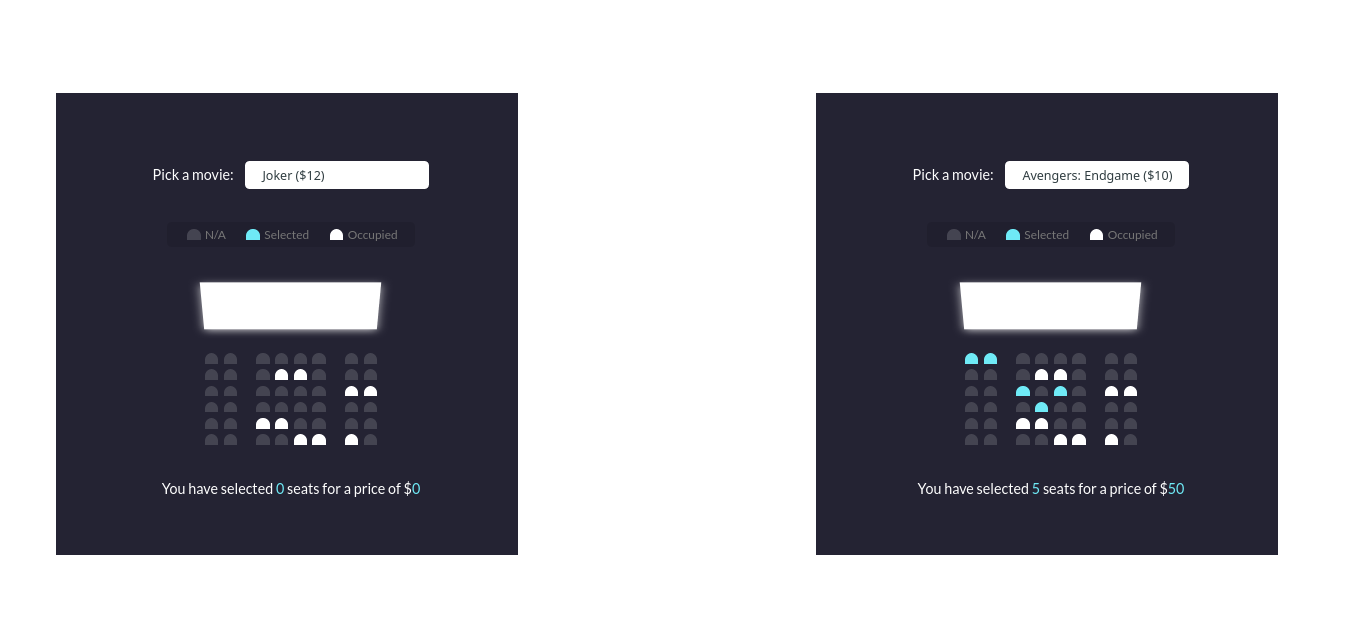 Pick a movie: Joker ($12)
N/A Selected Occupied
You have selected 0 seats for a price of $0
Pick a movie: Avengers: Endgame ($10)
N/A Selected Occupied
You have selected 5 seats for a price of $50